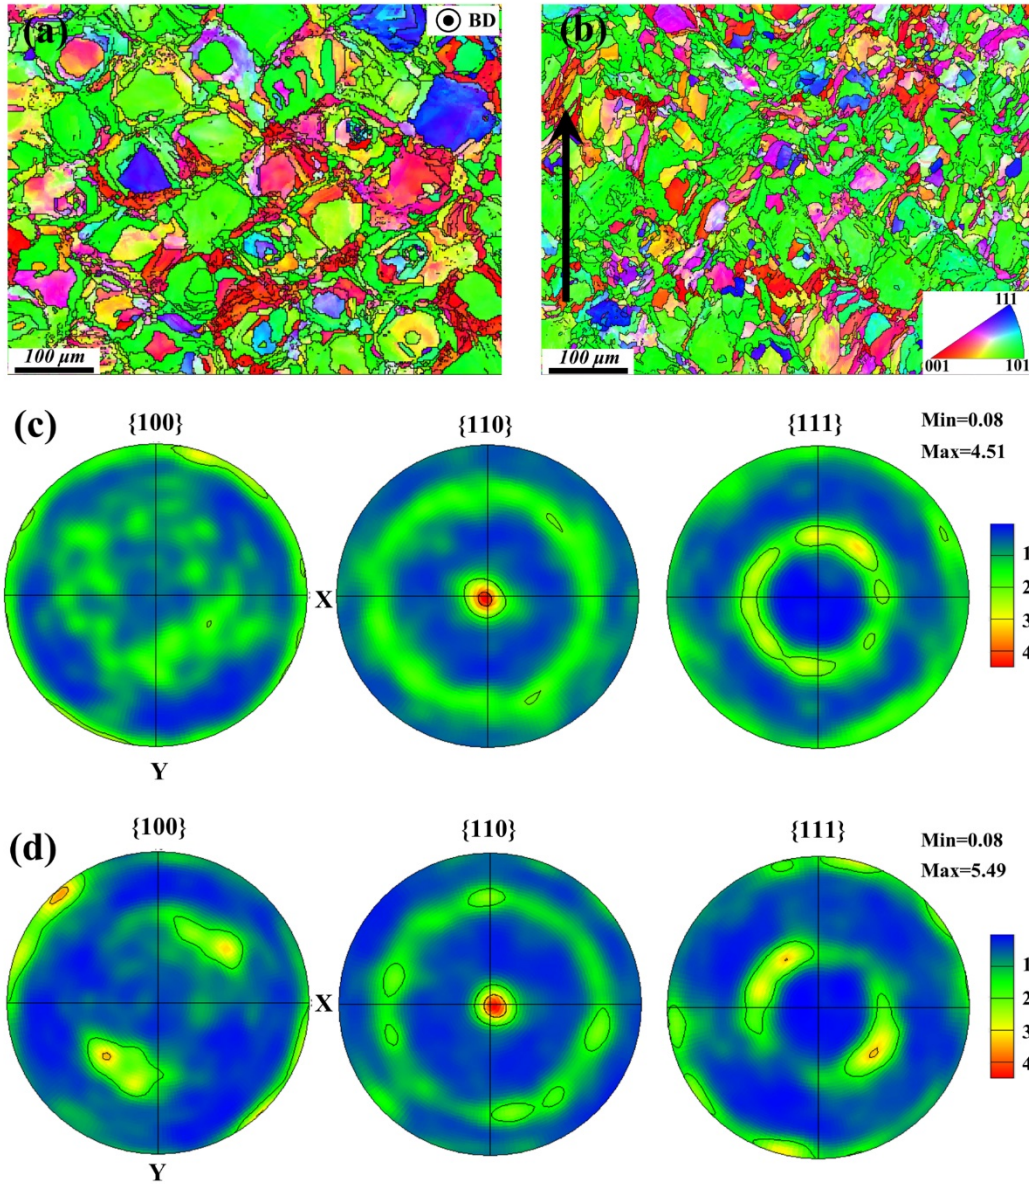 (a)
BD
(b)
100 μm
100 μm
111
001
101
(c)
{100}
{110}
{111}
Min=0.08
Max=4.51
X
Y
1
2
3
4
(d)
{100}
{110}
{111}
Min=0.08
Max=5.49
X
Y
1
2
3
4